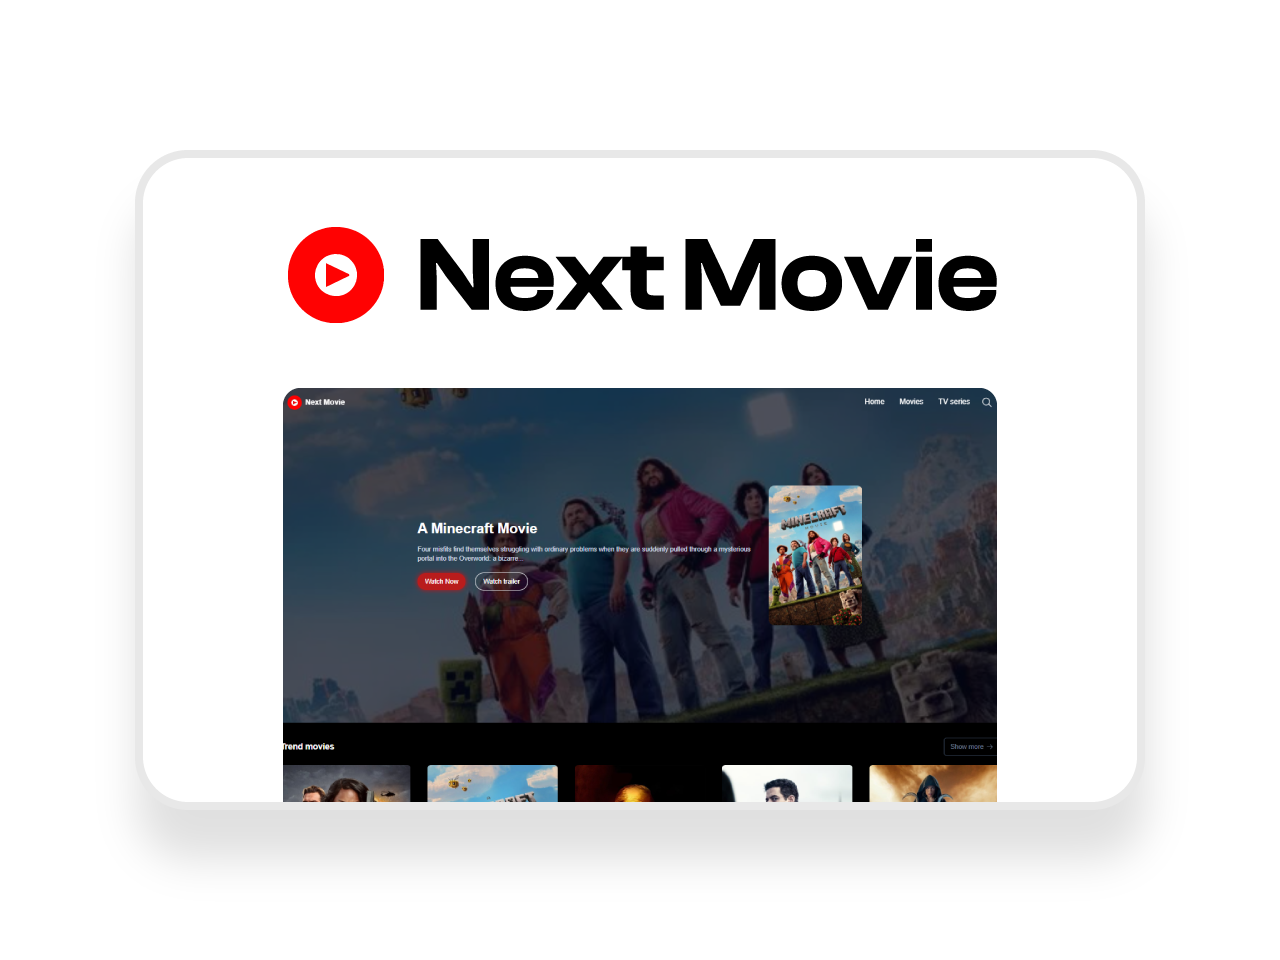 Next Movie
Next Movie
Home Movies TV series
A Minecraft Movie
Four misfits find themselves struggling with ordinary problems when they are suddenly pulled through a mysterious
portal into the Overworld: a bizarre...
Watch Now Watch trailer
MINECRAFT
MOVIE
Trend movies
Show more →